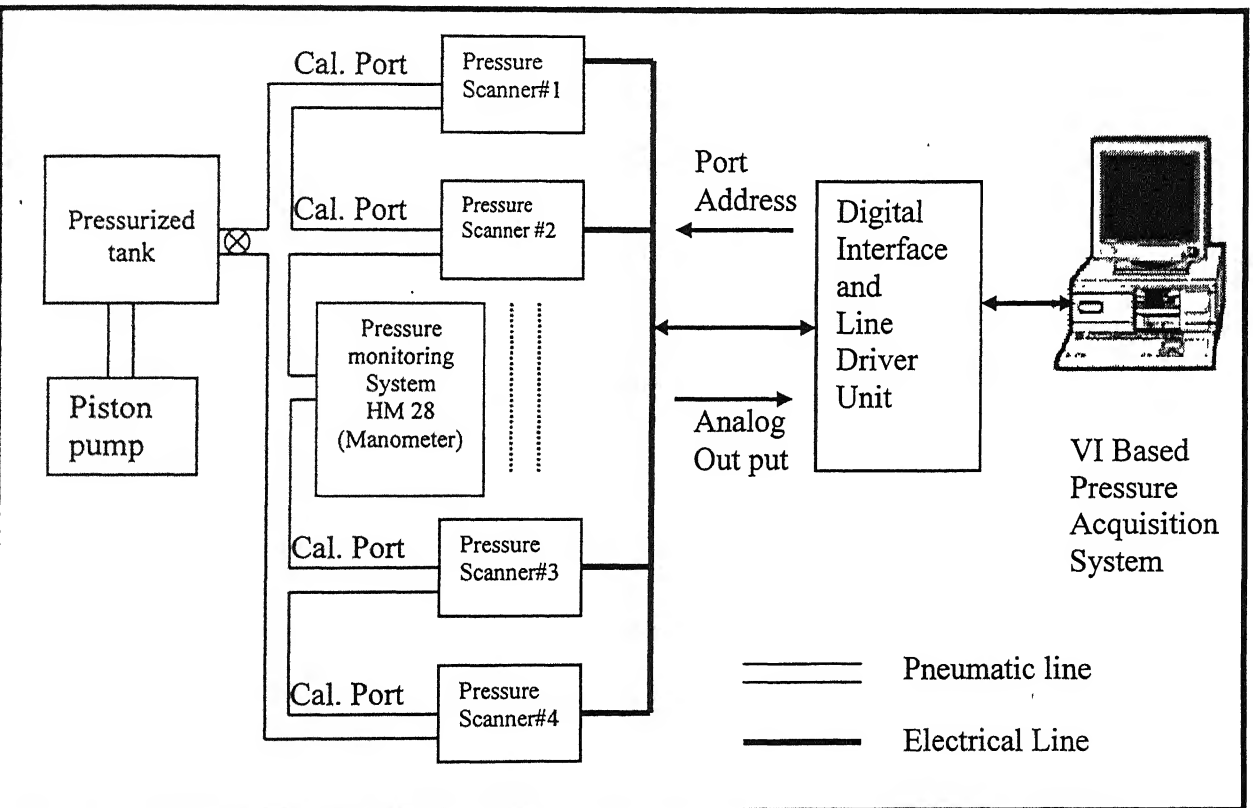 Cal. Port
Pressure
Scanner#1
Pressurized
tank
Cal. Port
Pressure
Scanner #2
Port
Address
Digital
Interface
and
Line
Driver
Unit
Pressure
monitoring
System
HM 28
(Manometer)
Piston
pump
Analog
Out put
VI Based
Pressure
Acquisition
System
Cal. Port
Pressure
Scanner#3
Cal. Port
Pressure
Scanner#4
Pneumatic line
Electrical Line